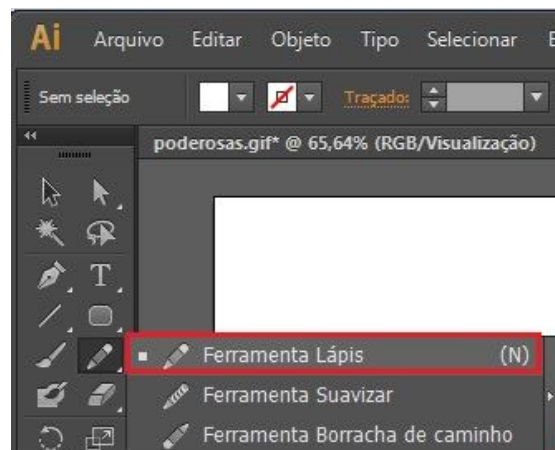 Ai Arquivo Editar Objeto Tipo Selecionar
Sem seleção Traçado:
poderosas.gif* @ 65,64% (RGB/Visualização)
T
Ferramenta Lápis (N)
Ferramenta Suavizar
Ferramenta Borracha de caminho